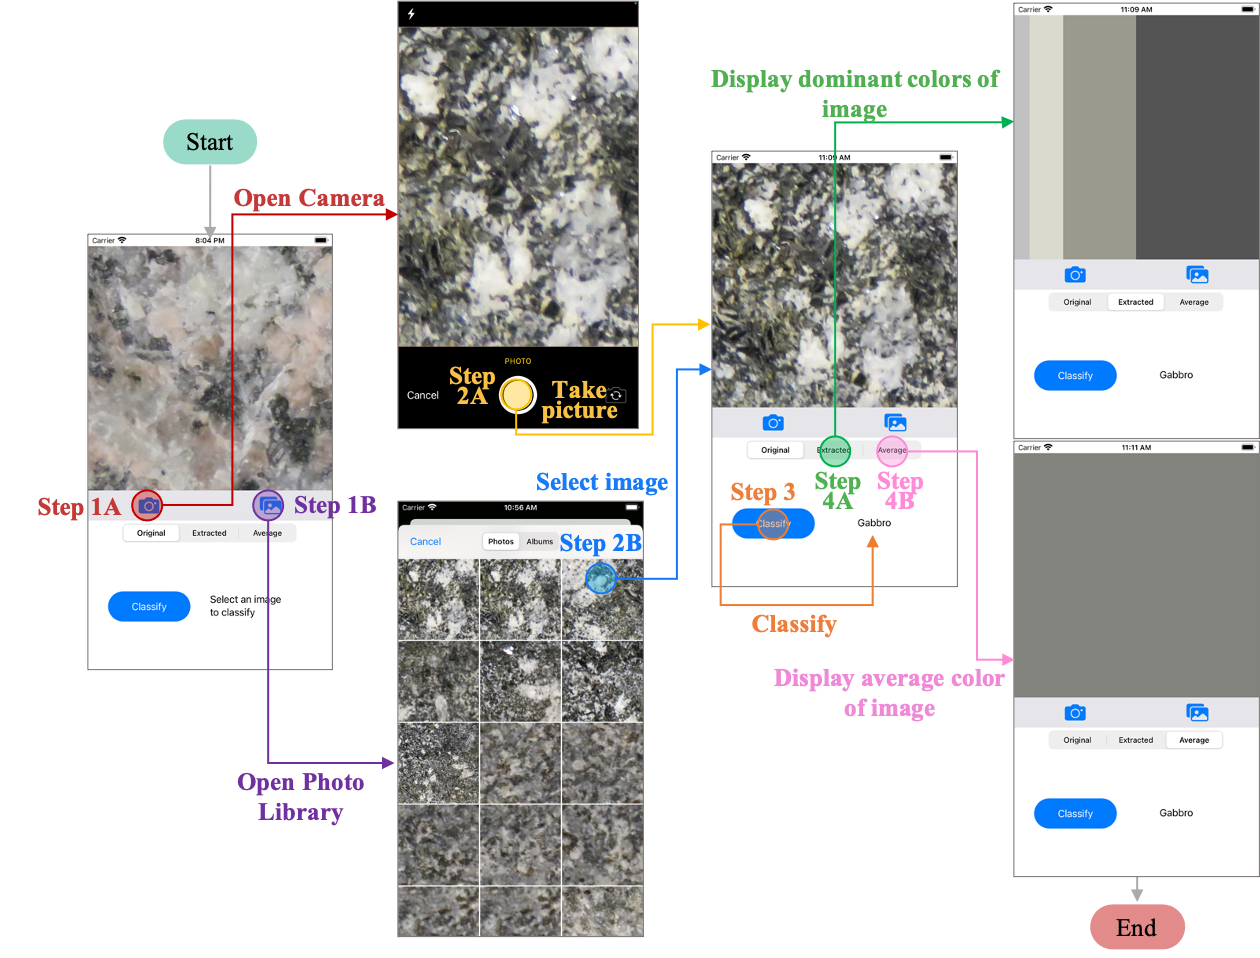 Start
Open Camera
Carrier
8:04 PM
Step 1A
Step 1B
Original
Extracted
Average
Classify
Select an image
to classify
Open Photo
Library
PHOTO
Step
2A
Take
picture
Cancel
Select image
Carrier
10:56 AM
Cancel
Photos
Albums
Step 2B
Display dominant colors of
image
Carrier
11:09 AM
Original
Extracted
Average
Step
4A
Step
4B
Step 3
Classify
Gabbro
Classify
Display average color
of image
Carrier
11:09 AM
Original
Extracted
Average
Classify
Gabbro
Carrier
11:11 AM
Original
Extracted
Average
Classify
Gabbro
End